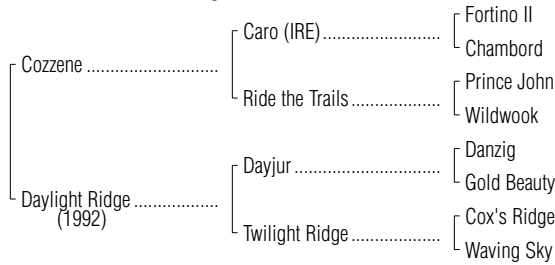 Fortino II
Caro (IRE)
Chambord
Cozzene
Prince John
Ride the Trails
Wildwook
Danzig
Dayjur
Gold Beauty
Daylight Ridge
(1992)
Cox's Ridge
Twilight Ridge
Waving Sky